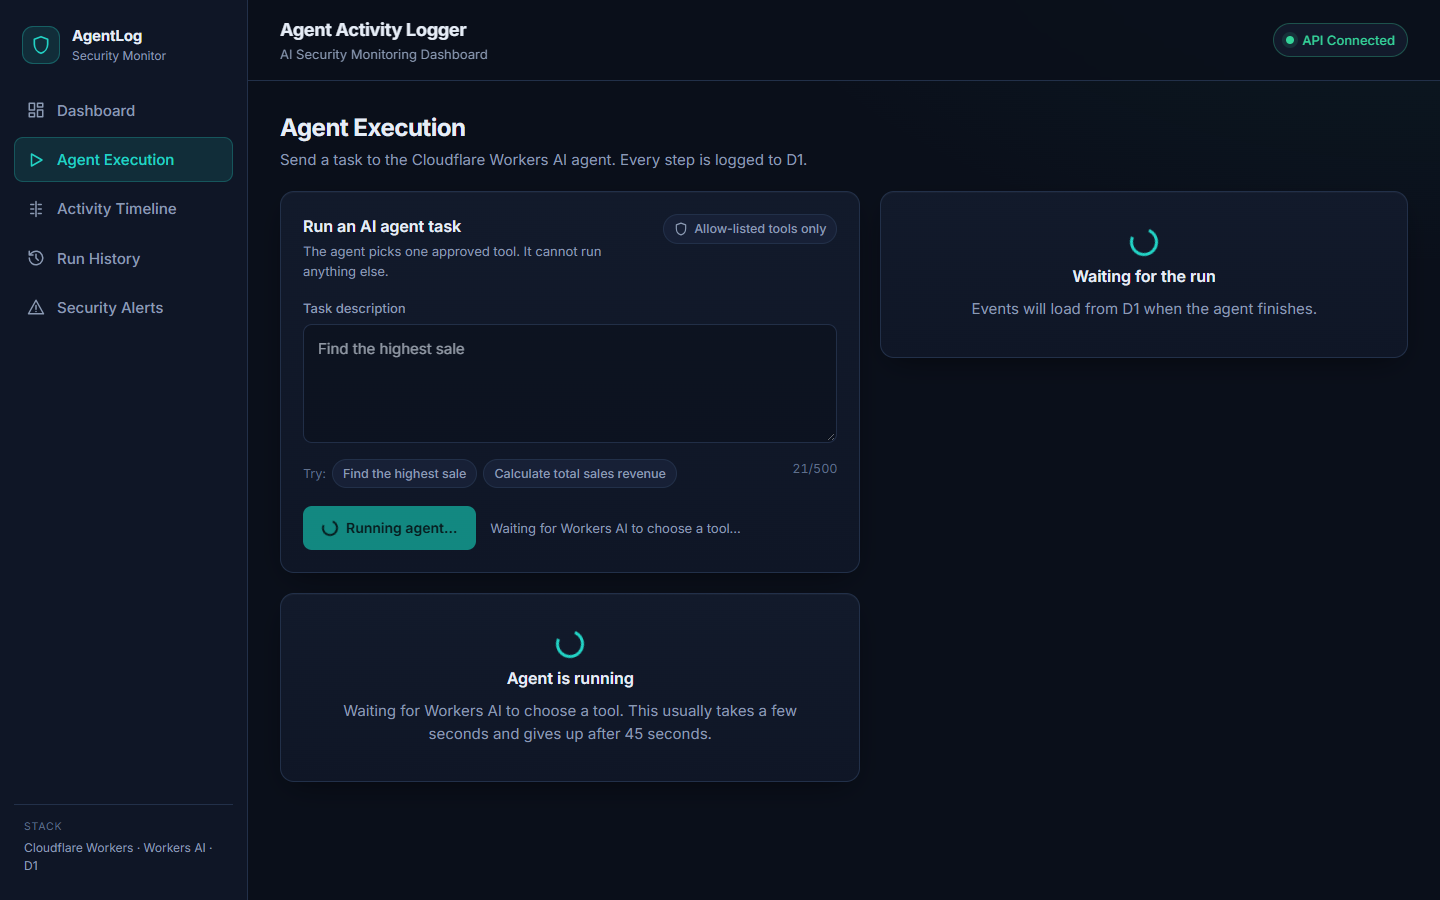 AgentLog
Security Monitor
Dashboard
Agent Execution
Activity Timeline
Run History
Security Alerts
STACK
Cloudflare Workers · Workers AI ·
D1
Agent Activity Logger
AI Security Monitoring Dashboard
API Connected
Agent Execution
Send a task to the Cloudflare Workers AI agent. Every step is logged to D1.
Run an AI agent task
Allow-listed tools only
The agent picks one approved tool. It cannot run
anything else.
Task description
Find the highest sale
Try: Find the highest sale Calculate total sales revenue 21/500
Running agent... Waiting for Workers AI to choose a tool...
Agent is running
Waiting for Workers AI to choose a tool. This usually takes a few
seconds and gives up after 45 seconds.
Waiting for the run
Events will load from D1 when the agent finishes.